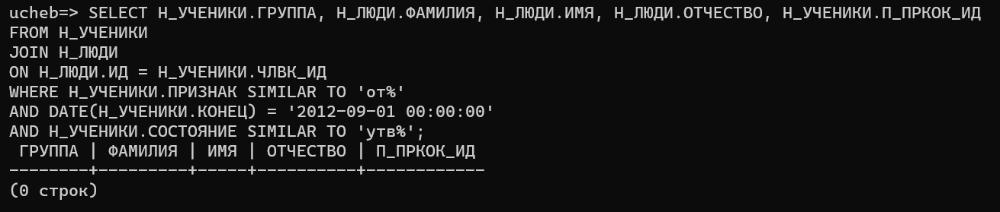 ucheb=> SELECT Н_УЧЕНИКИ.ГРУППА, Н_ЛЮДИ.ФАМИЛИЯ, Н_ЛЮДИ.ИМЯ, Н_ЛЮДИ.ОТЧЕСТВО, Н_УЧЕНИКИ.П_ПРКОК_ИД
FROM Н_УЧЕНИКИ
JOIN Н_ЛЮДИ
ON Н_ЛЮДИ.ИД = Н_УЧЕНИКИ.ЧЛВК_ИД
WHERE Н_УЧЕНИКИ.ПРИЗНАК SIMILAR TO 'от%'
AND DATE(Н_УЧЕНИКИ.КОНЕЦ) = '2012-09-01 00:00:00'
AND Н_УЧЕНИКИ.СОСТОЯНИЕ SIMILAR TO 'утв%';
 ГРУППА | ФАМИЛИЯ | ИМЯ | ОТЧЕСТВО | П_ПРКОК_ИД
--------+---------+-----+----------+------------
(0 строк)